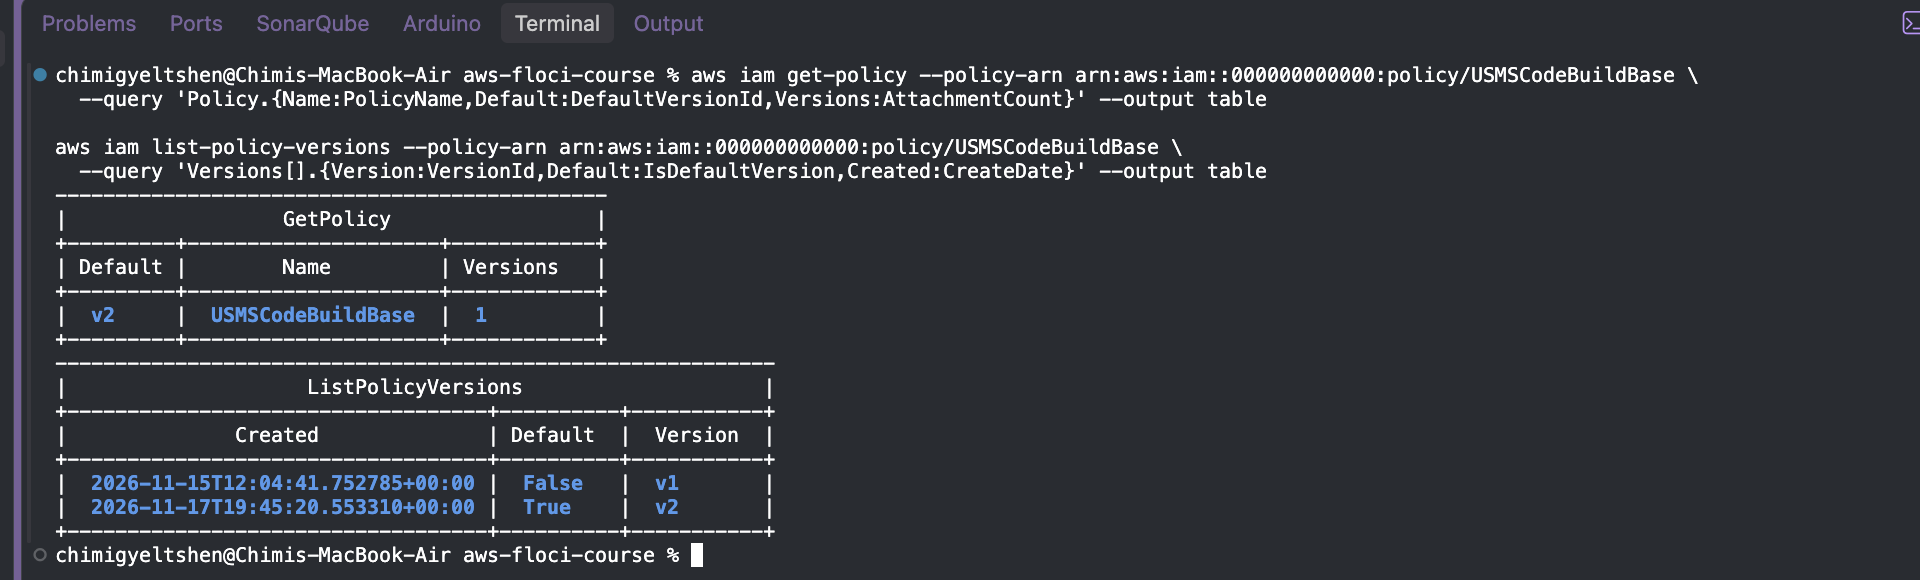 Problems Ports SonarQube Arduino Terminal Output
chimigyeltshen@Chimis-MacBook-Air aws-floci-course % aws iam get-policy --policy-arn arn:aws:iam::000000000000:policy/USMSCodeBuildBase \
  --query 'Policy.{Name:PolicyName,Default:DefaultVersionId,Versions:AttachmentCount}' --output table
aws iam list-policy-versions --policy-arn arn:aws:iam::000000000000:policy/USMSCodeBuildBase \
  --query 'Versions[].{Version:VersionId,Default:IsDefaultVersion,Created:CreateDate}' --output table
----------------------------------------------
|                  GetPolicy                 |
+---------+---------------------+------------+
| Default |        Name         | Versions   |
+---------+---------------------+------------+
|  v2     |  USMSCodeBuildBase  |  1         |
+---------+---------------------+------------+
------------------------------------------------------------
|                    ListPolicyVersions                    |
+-----------------------------------+----------+-----------+
|              Created              | Default  |  Version  |
+-----------------------------------+----------+-----------+
|  2026-11-15T12:04:41.752785+00:00 |  False   |  v1       |
|  2026-11-17T19:45:20.553310+00:00 |  True    |  v2       |
+-----------------------------------+----------+-----------+
chimigyeltshen@Chimis-MacBook-Air aws-floci-course %